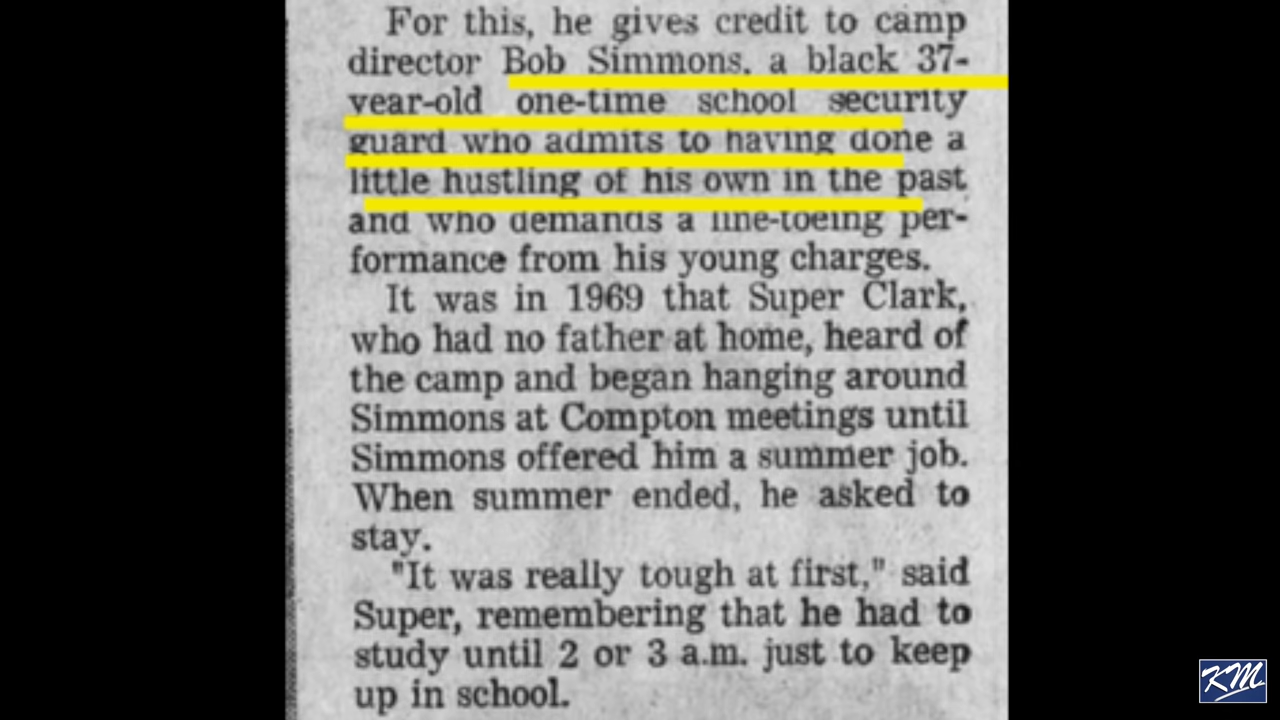 For this, he gives credit to camp
director Bob Simmons, a black 37-
year-old one-time school security
guard who admits to having done a
little hustling of his own in the past
and who demands a line-toeing per-
formance from his young charges.
It was in 1969 that Super Clark,
who had no father at home, heard of
the camp and began hanging around
Simmons at Compton meetings until
Simmons offered him a summer job.
When summer ended, he asked to
stay.
"It was really tough at first," said
Super, remembering that he had to
study until 2 or 3 a.m. just to keep
up in school.
KM